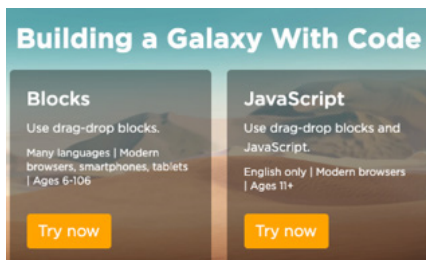 Building a Galaxy With Code
Blocks
Use drag-drop blocks.
Many languages | Modern
browsers, smartphones, tablets
| Ages 6-106
Try now
JavaScript
Use drag-drop blocks and
JavaScript.
English only | Modern browsers
| Ages 11+
Try now